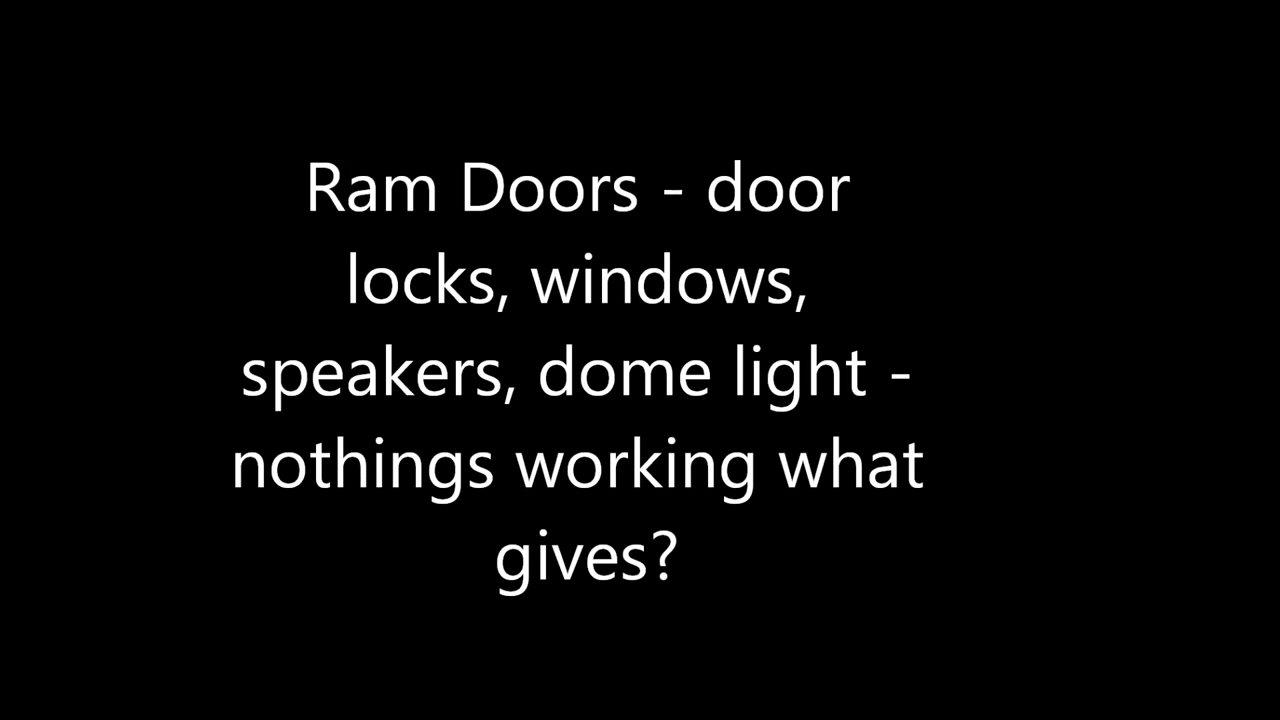 Ram Doors - door
locks, windows,
speakers, dome light -
nothings working what
gives?